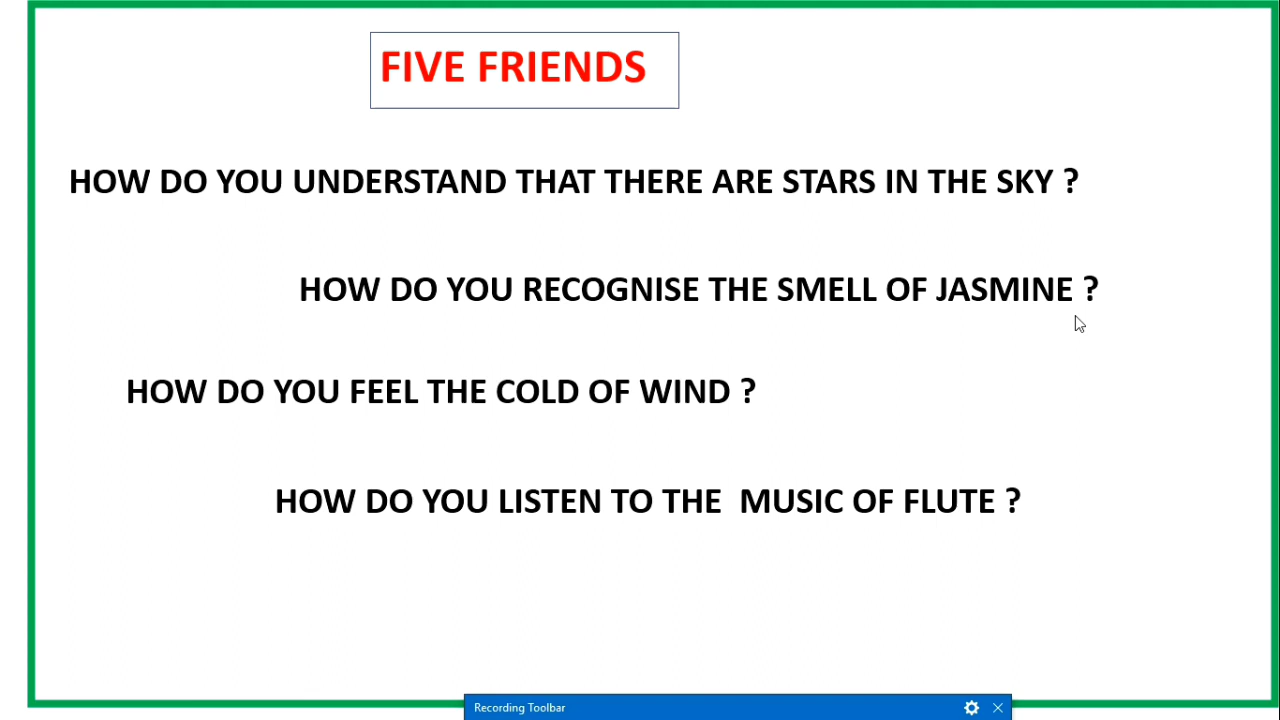 FIVE FRIENDS
HOW DO YOU UNDERSTAND THAT THERE ARE STARS IN THE SKY ?
HOW DO YOU RECOGNISE THE SMELL OF JASMINE ?
HOW DO YOU FEEL THE COLD OF WIND ?
HOW DO YOU LISTEN TO THE MUSIC OF FLUTE ?
Recording Toolbar